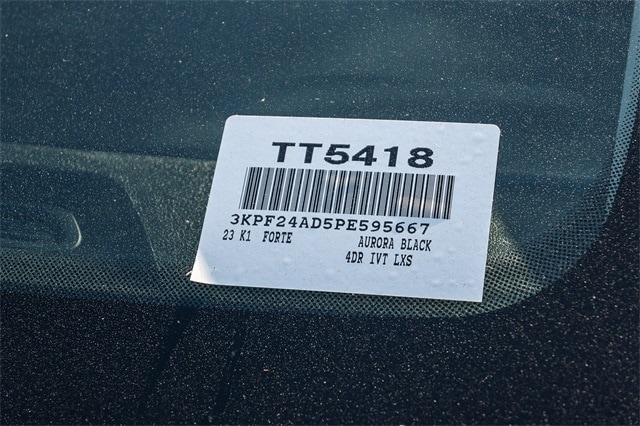 TT5418
3KPF24AD5PE595667
23 K1 FORTE AURORA BLACK
4DR IVT LXS